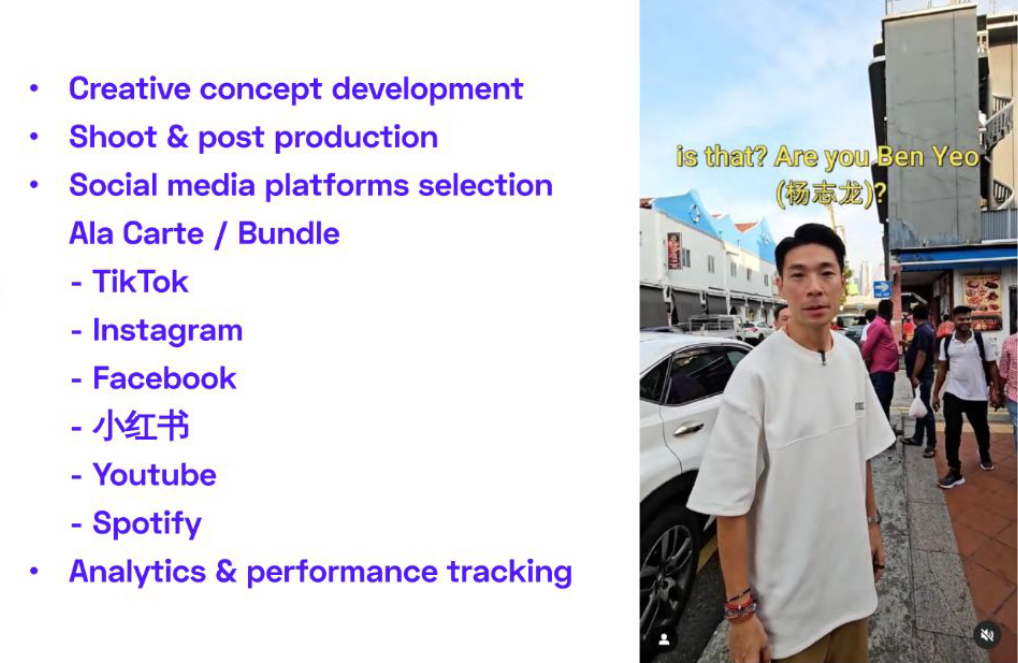 • Creative concept development
• Shoot & post production
• Social media platforms selection
Ala Carte / Bundle
- TikTok
- Instagram
- Facebook
- 小红书
- Youtube
- Spotify
• Analytics & performance tracking
is that? Are you Ben Yeo
(杨志龙)?